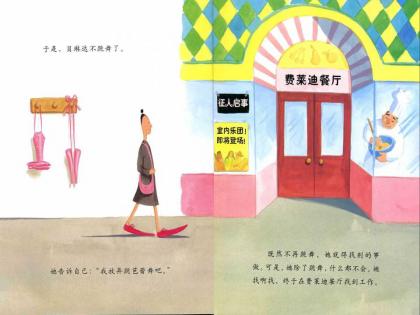 于是，贝琳达不跳舞了。
她告诉自己：“我放弃跳芭蕾舞吧。”
费莱迪餐厅
征人启事
室内乐团！
即将登场！
既然不再跳舞，她就得找别的事
做。可是，她除了跳舞，什么都不会。她
找啊找，终于在费莱迪餐厅找到工作。